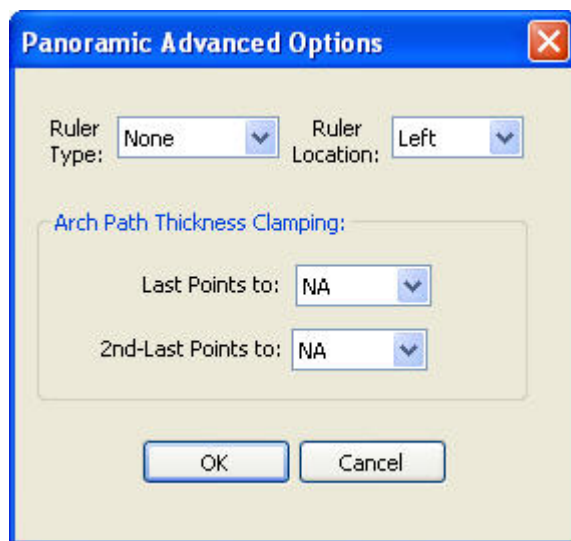 Panoramic Advanced Options
Ruler Type: None Ruler Location: Left
Arch Path Thickness Clamping:
Last Points to: NA
2nd-Last Points to: NA
OK Cancel